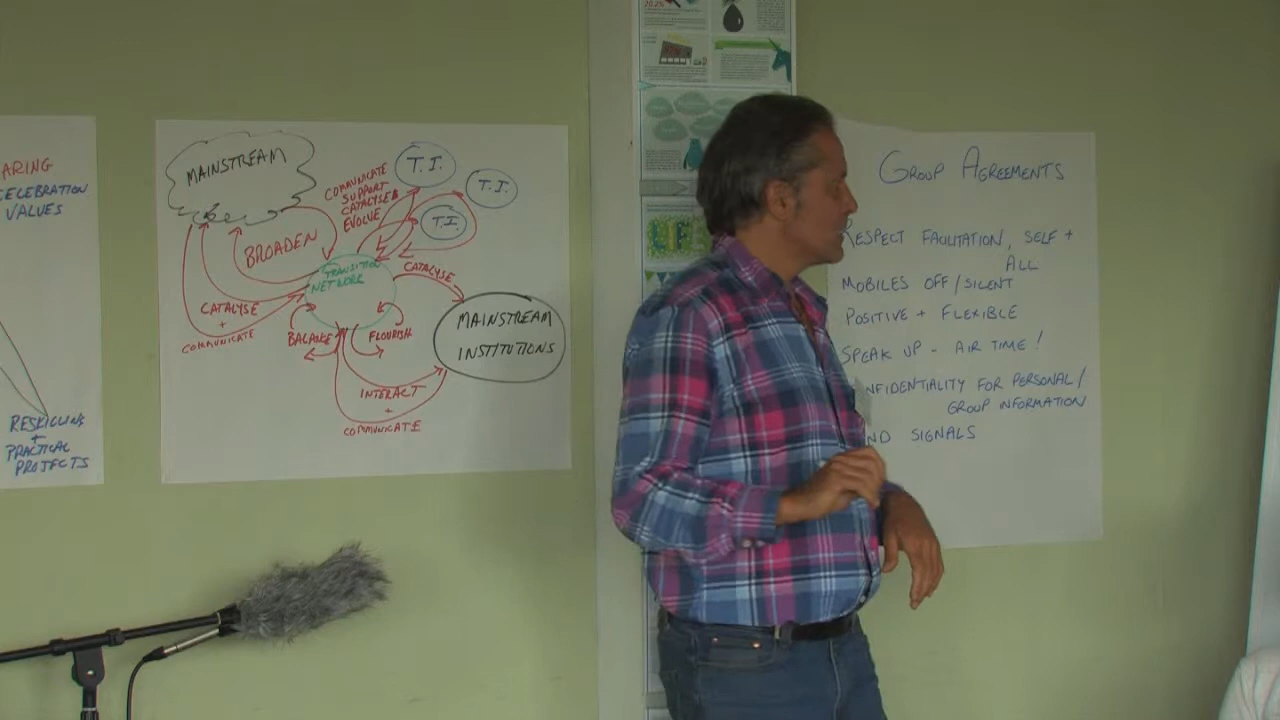 ARING
CELEBRATION
VALUES
RESKILLING
+
PRACTICAL
PROJECTS
MAINSTREAM
COMMUNICATE
SUPPORT
CATALYSE &
EVOLVE
T.I.
T.I.
T.I.
BROADEN
TRANSITION
NETWORK
CATALYSE
CATALYSE
+
COMMUNICATE
BALANCE
FLOURISH
MAINSTREAM
INSTITUTIONS
INTERACT
+
COMMUNICATE
GROUP AGREEMENTS
RESPECT FACILITATION, SELF +
ALL
MOBILES OFF/SILENT
POSITIVE + FLEXIBLE
SPEAK UP - AIR TIME!
NFIDENTIALITY FOR PERSONAL/
GROUP INFORMATION
ND SIGNALS